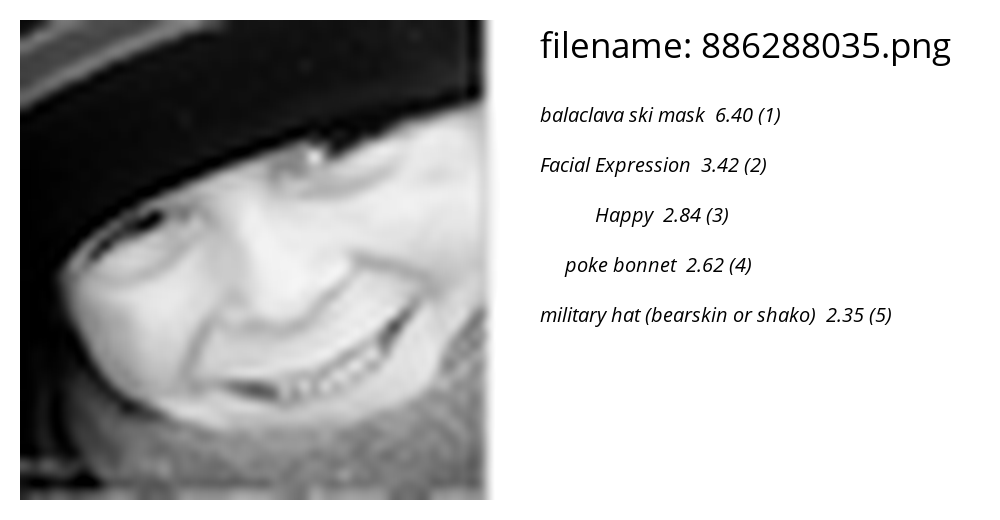 filename: 886288035.png
balaclava ski mask 6.40 (1)
Facial Expression 3.42 (2)
Happy 2.84 (3)
poke bonnet 2.62 (4)
military hat (bearskin or shako) 2.35 (5)